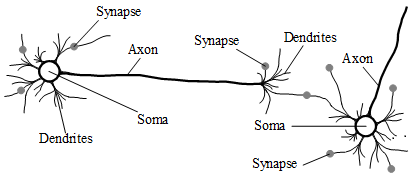 Synapse
Axon
Soma
Dendrites
Synapse
Dendrites
Axon
Soma
Synapse